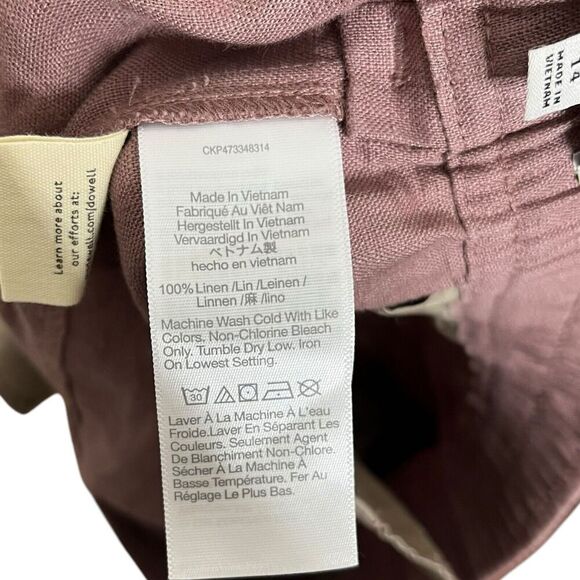 14
MADE IN
VIETNAM
Learn more about
our efforts at:
dewell.com/dowell
CKP473348314
Made In Vietnam
Fabriqué Au Viêt Nam
Hergestellt In Vietnam
Vervaardigd In Vietnam
ベトナム製
hecho en vietnam
100% Linen /Lin /Leinen /
Linnen /麻 /lino
Machine Wash Cold With Like
Colors. Non-Chlorine Bleach
Only. Tumble Dry Low. Iron
On Lowest Setting.
30
Laver À La Machine À L'eau
Froide.Laver En Séparant Les
Couleurs. Seulement Agent
De Blanchiment Non-Chlore.
Sécher À La Machine À
Basse Température. Fer Au
Réglage Le Plus Bas.